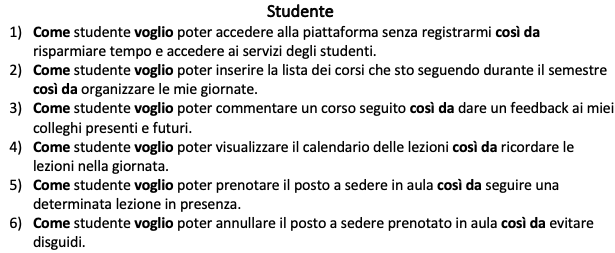 Studente
1) Come studente voglio poter accedere alla piattaforma senza registrarmi così da
risparmiare tempo e accedere ai servizi degli studenti.
2) Come studente voglio poter inserire la lista dei corsi che sto seguendo durante il semestre
così da organizzare le mie giornate.
3) Come studente voglio poter commentare un corso seguito così da dare un feedback ai miei
colleghi presenti e futuri.
4) Come studente voglio poter visualizzare il calendario delle lezioni così da ricordare le
lezioni nella giornata.
5) Come studente voglio poter prenotare il posto a sedere in aula così da seguire una
determinata lezione in presenza.
6) Come studente voglio poter annullare il posto a sedere prenotato in aula così da evitare
disguidi.